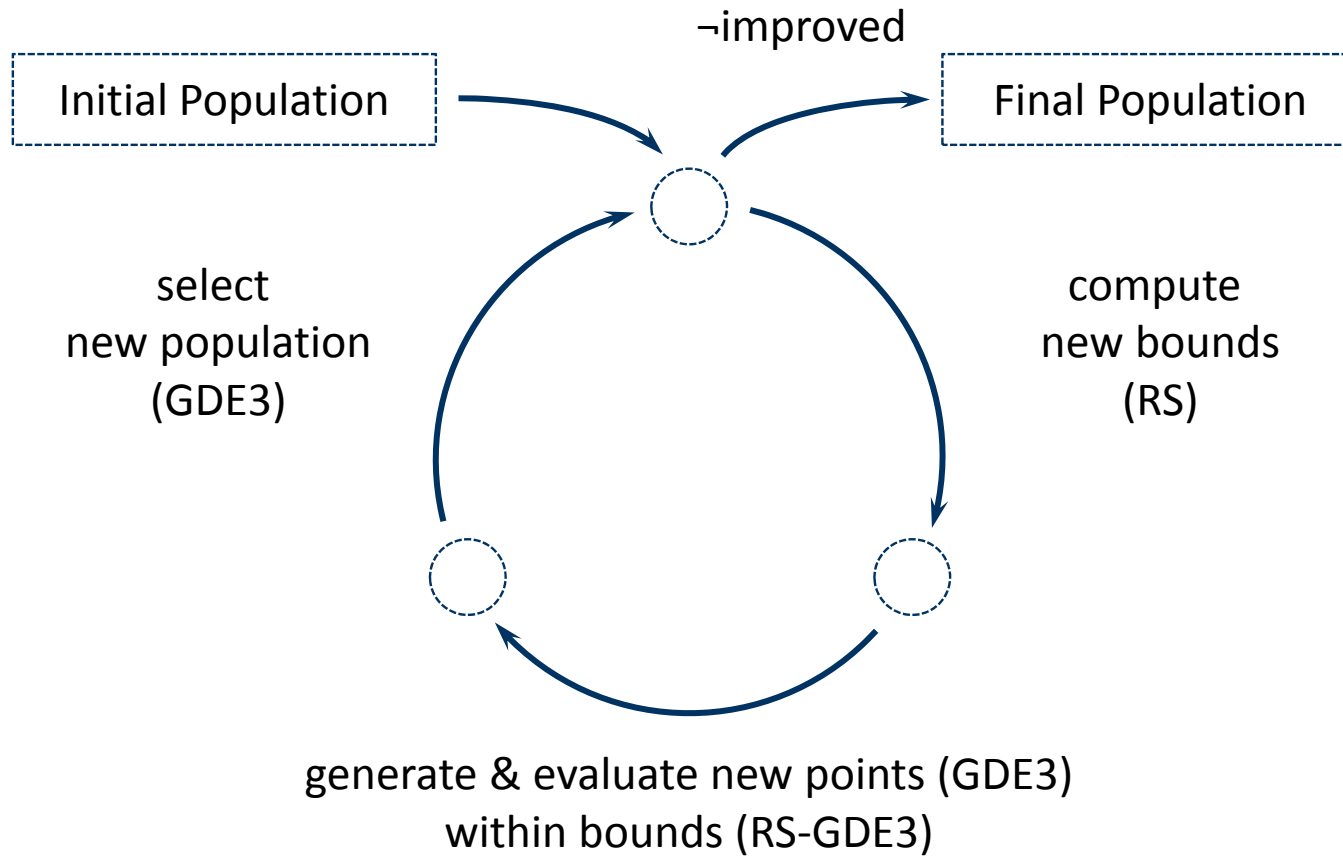 ¬improved
Initial Population
Final Population
select
new population
(GDE3)
compute
new bounds
(RS)
generate & evaluate new points (GDE3)
within bounds (RS-GDE3)